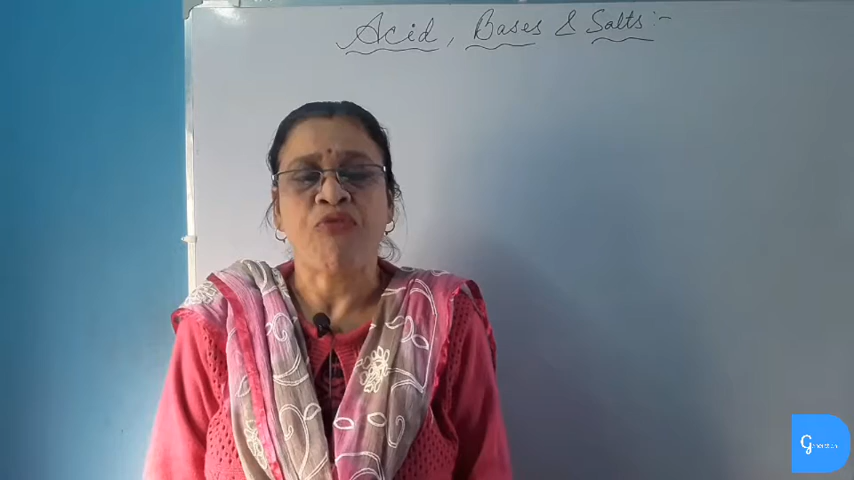 Acid, Bases & Salts :-